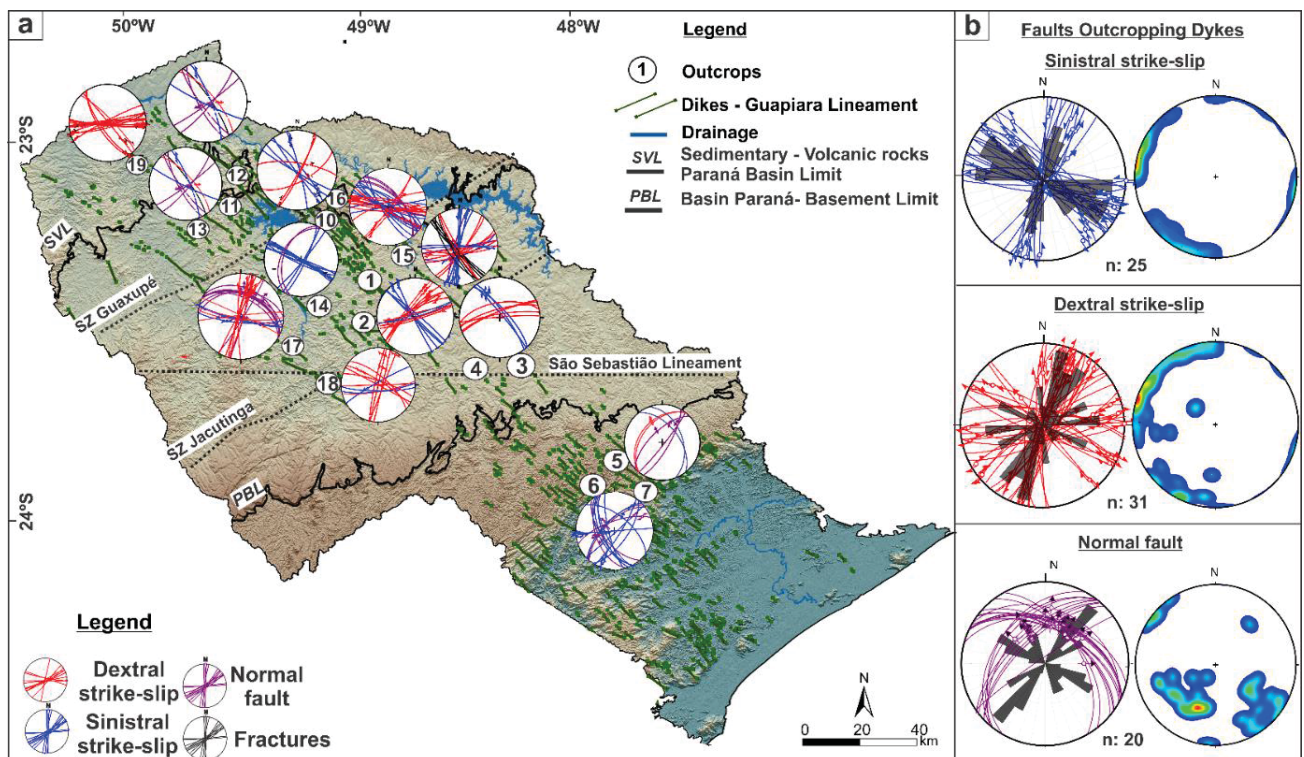 a
50ºW
49ºW
48ºW
23ºS
24ºS
Legend
1 Outcrops
Dikes - Guapiara Lineament
Drainage
SVL Sedimentary - Volcanic rocks
Paraná Basin Limit
PBL Basin Paraná- Basement Limit
19
12
11
13
16
10
15
1
14
2
17
18
4
3
5
6
7
SVL
SZ Guaxupé
São Sebastião Lineament
SZ Jacutinga
PBL
Legend
Dextral
strike-slip
Normal
fault
Sinistral
strike-slip
Fractures
N
0 20 40
km
b
Faults Outcropping Dykes
Sinistral strike-slip
N
N
n: 25
Dextral strike-slip
N
N
n: 31
Normal fault
N
N
n: 20